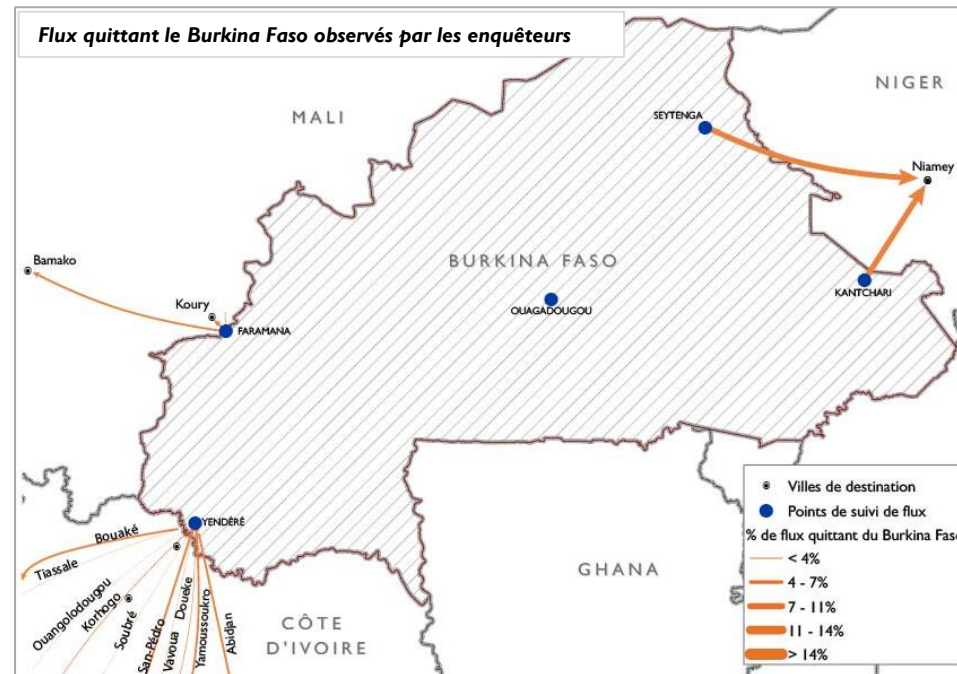 Flux quittant le Burkina Faso observés par les enquêteurs
NIGER
MALI
SEYTENGA
Niamey
Bamako
BURKINA FASO
KANTCHARI
Koury
OUAGADOUGOU
FARAMANA
YENDÉRÉ
Bouaké
Tiassale
Ouangolodougou
Korhogo
Soubré
San-Pédro
Vavoua
Doueke
Yamoussoukro
Abidjan
CÔTE
D'IVOIRE
GHANA
Villes de destination
Points de suivi de flux
% de flux quittant du Burkina Faso
< 4%
4 - 7%
7 - 11%
11 - 14%
> 14%